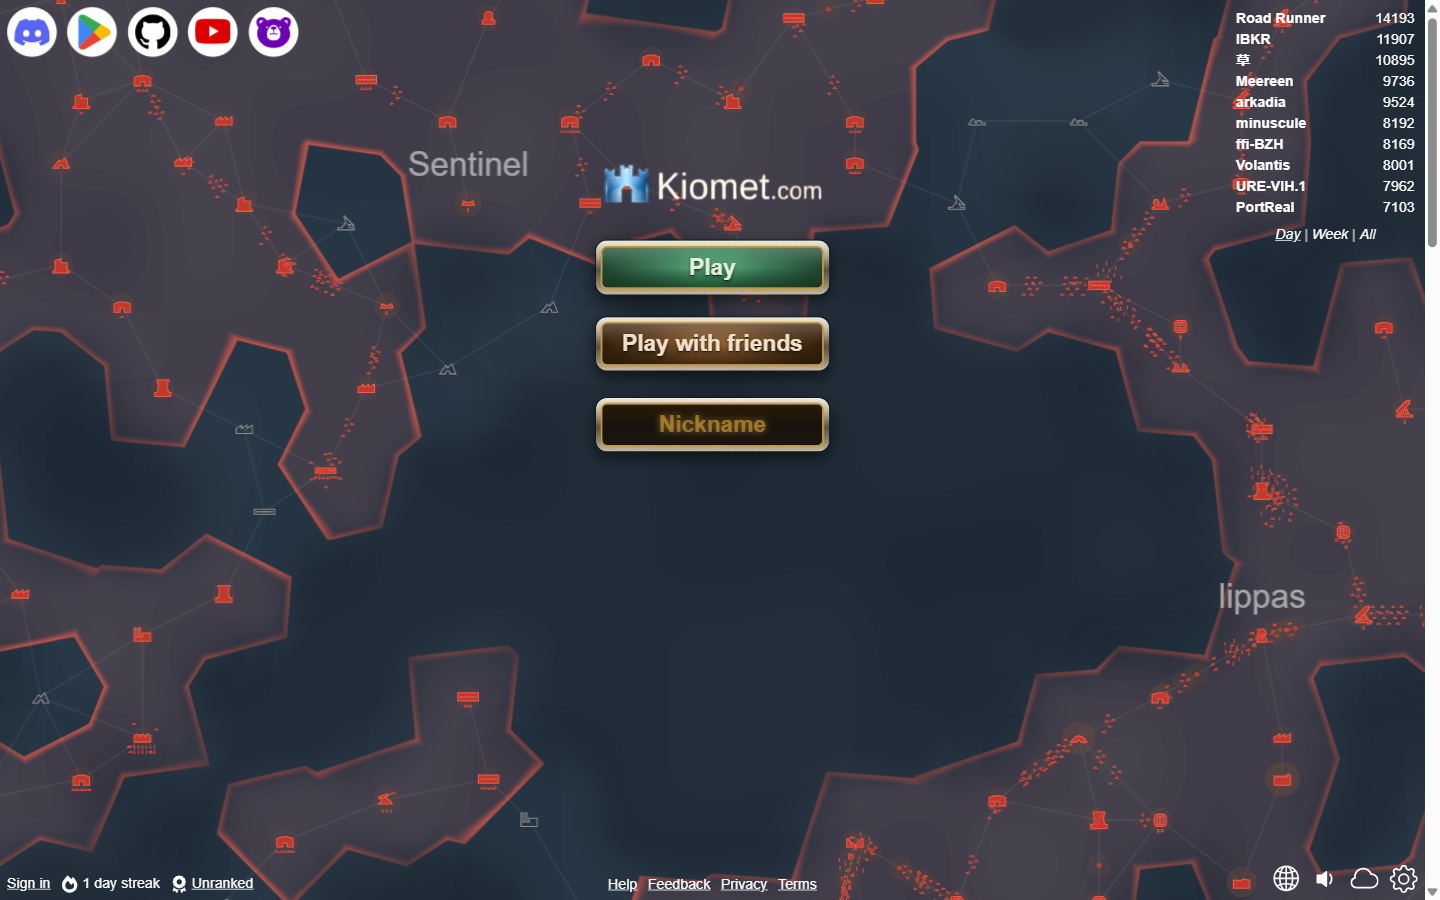 Road Runner 14193
IBKR 11907
草 10895
Meereen 9736
arkadia 9524
minuscule 8192
ffi-BZH 8169
Volantis 8001
URE-VIH.1 7962
PortReal 7103
Day | Week | All
Sentinel
Kiomet.com
Play
Play with friends
Nickname
lippas
Sign in 1 day streak Unranked
Help Feedback Privacy Terms